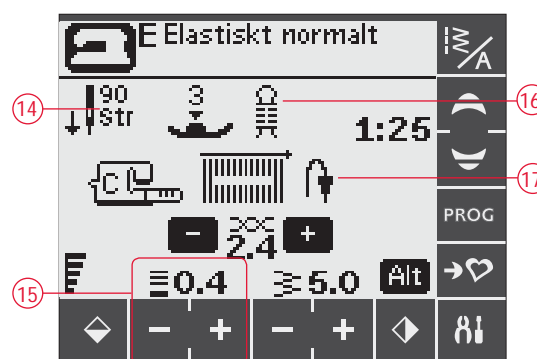 E Elastiskt normalt
A
14
90
Str
3
16
1:25
C
17
PROG
- 2.4 +
15
0.4
5.0
Alt
- + - +